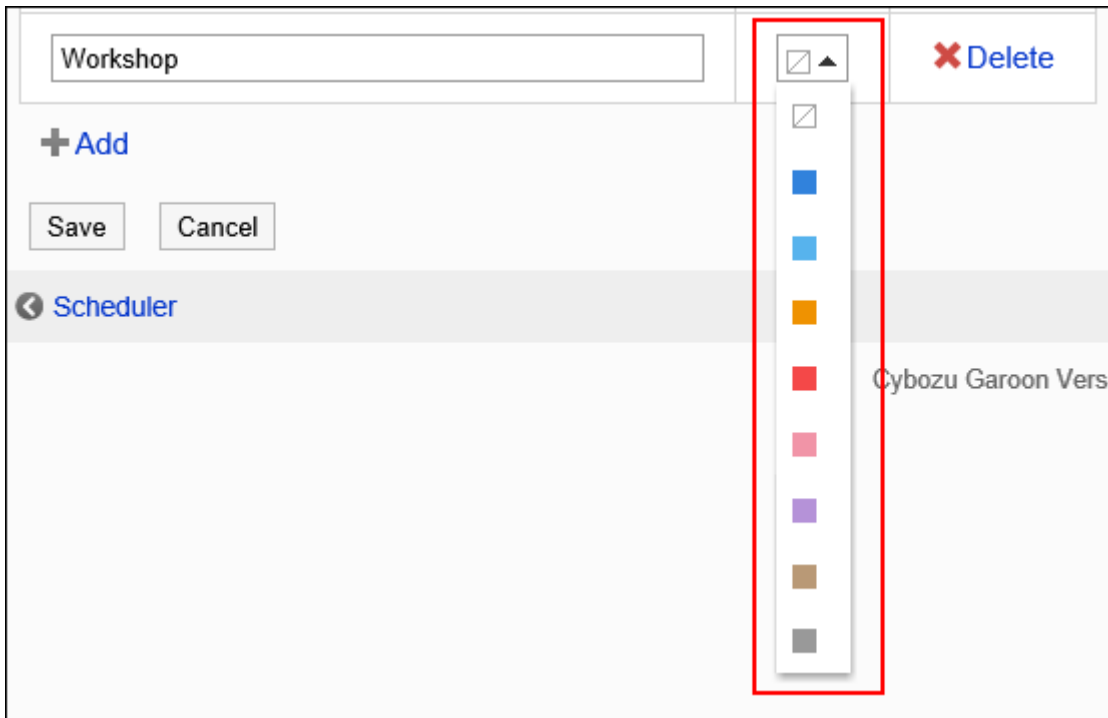 Workshop
Delete
Add
Save
Cancel
Scheduler
Cybozu Garoon Vers